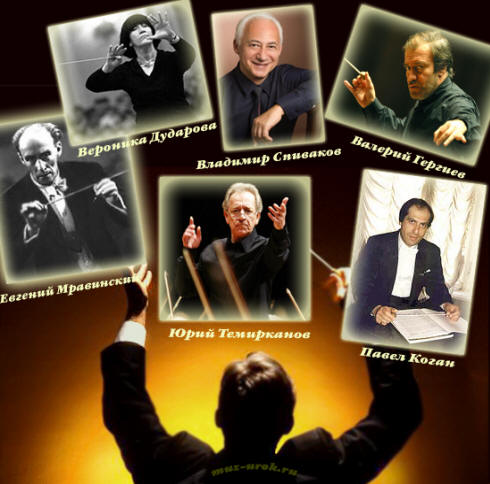 Вероника Дударова
Владимир Спиваков
Валерий Гергиев
Евгений Мравинский
Юрий Темирканов
Павел Коган
muz-urok.ru